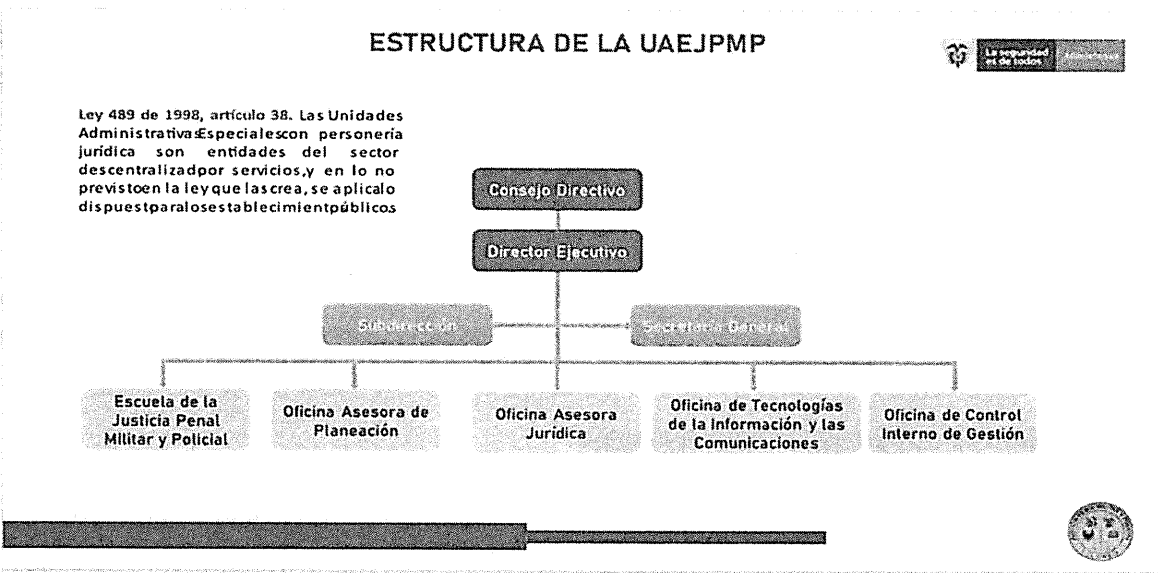 ESTRUCTURA DE LA UAEJPMP
La seguridad
es de todos
Ley 489 de 1998, artículo 38. Las Unidades
AdministrativasEspecialescon personería
jurídica son entidades del sector
descentralizadpor servicios,y en lo no
previstoen la leyque lascrea, se aplicalo
dispuestparalosestablecimientpúblicos
Consejo Directivo
Director Ejecutivo
Subdirección
Secretaría General
Escuela de la
Justicia Penal
Militar y Policial
Oficina Asesora de
Planeación
Oficina Asesora
Jurídica
Oficina de Tecnologías
de la Información y las
Comunicaciones
Oficina de Control
Interno de Gestión